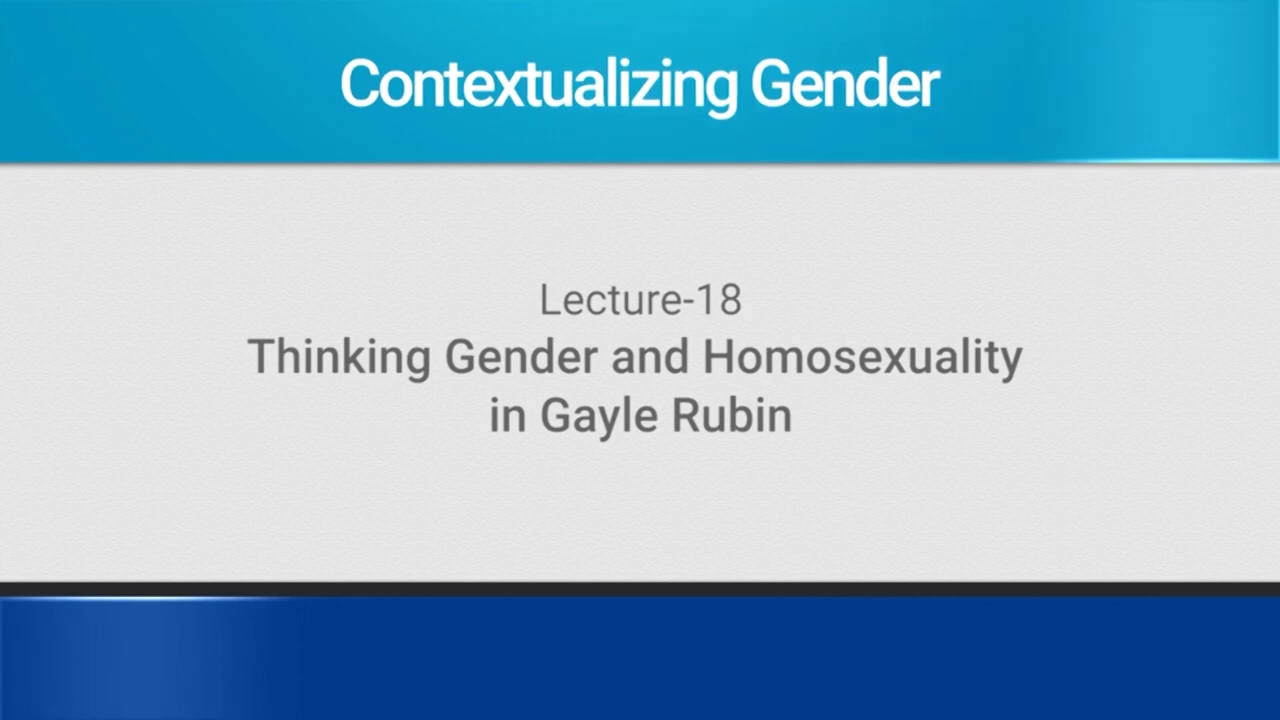 Contextualizing Gender
Lecture-18
Thinking Gender and Homosexuality
in Gayle Rubin